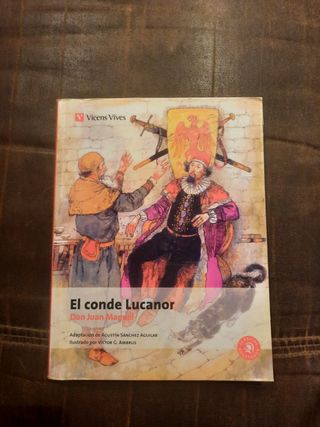 V Vicens Vives
El conde Lucanor
Don Juan Manuel
Adaptación de Agustín Sánchez Aguilar
Ilustrado por Victor G. Ambrus